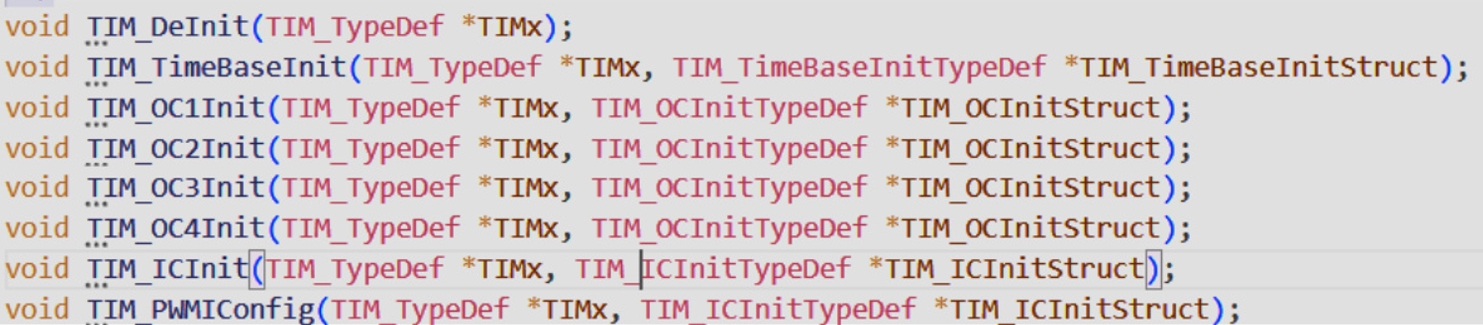 void TIM_DeInit(TIM_TypeDef *TIMx);
void TIM_TimeBaseInit(TIM_TypeDef *TIMx, TIM_TimeBaseInitTypeDef *TIM_TimeBaseInitStruct);
void TIM_OC1Init(TIM_TypeDef *TIMx, TIM_OCInitTypeDef *TIM_OCInitStruct);
void TIM_OC2Init(TIM_TypeDef *TIMx, TIM_OCInitTypeDef *TIM_OCInitStruct);
void TIM_OC3Init(TIM_TypeDef *TIMx, TIM_OCInitTypeDef *TIM_OCInitStruct);
void TIM_OC4Init(TIM_TypeDef *TIMx, TIM_OCInitTypeDef *TIM_OCInitStruct);
void TIM_ICInit(TIM_TypeDef *TIMx, TIM_ICInitTypeDef *TIM_ICInitStruct);
void TIM_PWMIConfig(TIM_TypeDef *TIMx, TIM_ICInitTypeDef *TIM_ICInitStruct);